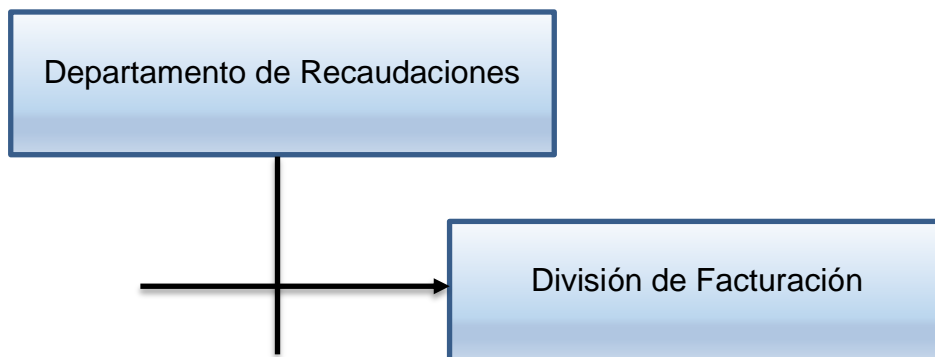 Departamento de Recaudaciones
División de Facturación